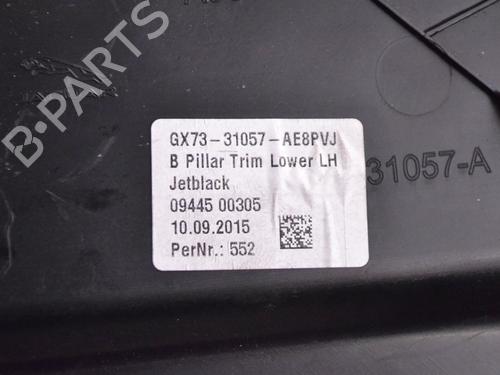 GX73-31057-AE8PVJ
B Pillar Trim Lower LH
Jetblack
09445 00305
10.09.2015
PerNr.: 552
31057-A
B-PARTS